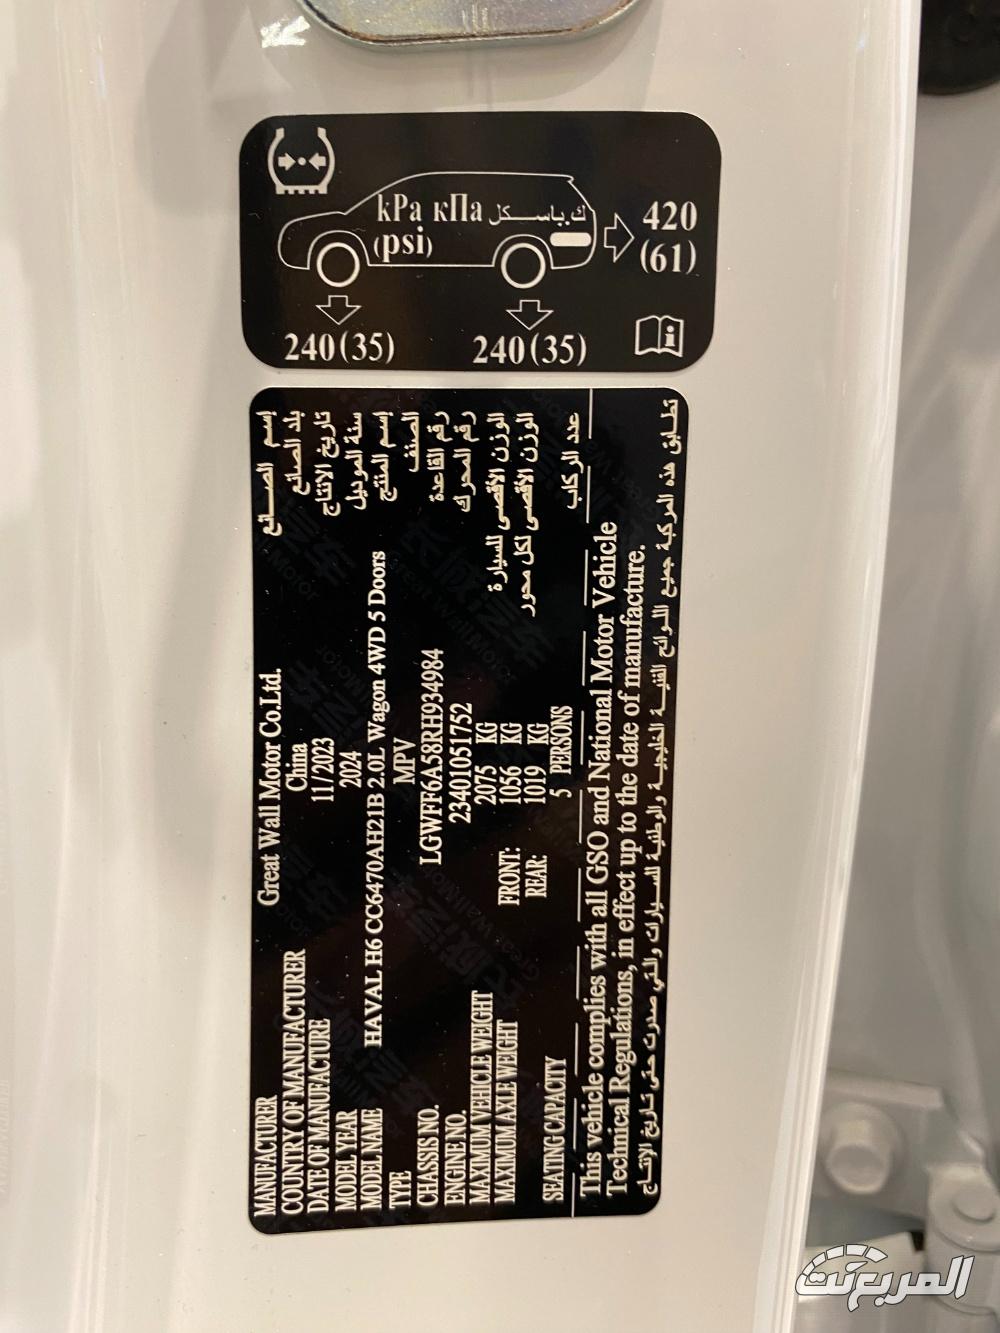 kPa кПа ك.باسكل
(psi)
420
(61)
240(35)
240(35)
MANUFACTURER Great Wall Motor Co.Ltd. إسم الصانع
COUNTRY OF MANUFACTURER China بلد الصانع
DATE OF MANUFACTURE 11/2023 تاريخ الانتاج
MODEL YEAR 2024 سنة الموديل
MODEL NAME HAVAL H6 CC6470AH21B 2.0L Wagon 4WD 5 Doors إسم المنتج
TYPE MPV الصنف
CHASSIS NO. LGWFF6A58RH934984 رقم القاعدة
ENGINE NO. 23401051752 رقم المحرك
MAXIMUM VEHICLE WEIGHT 2075 KG الوزن الأقصى للسيارة
MAXIMUM AXLE WEIGHT FRONT: 1056 KG الوزن الأقصى لكل محور
REAR: 1019 KG
SEATING CAPACITY 5 PERSONS عدد الركاب
This vehicle complies with all GSO and National Motor Vehicle
Technical Regulations, in effect up to the date of manufacture.
تطابق هذه المركبة جميع اللوائح الفنية الخليجية والوطنية للسيارات والتي صدرت حتى تاريخ الإنتاج
المربع نت